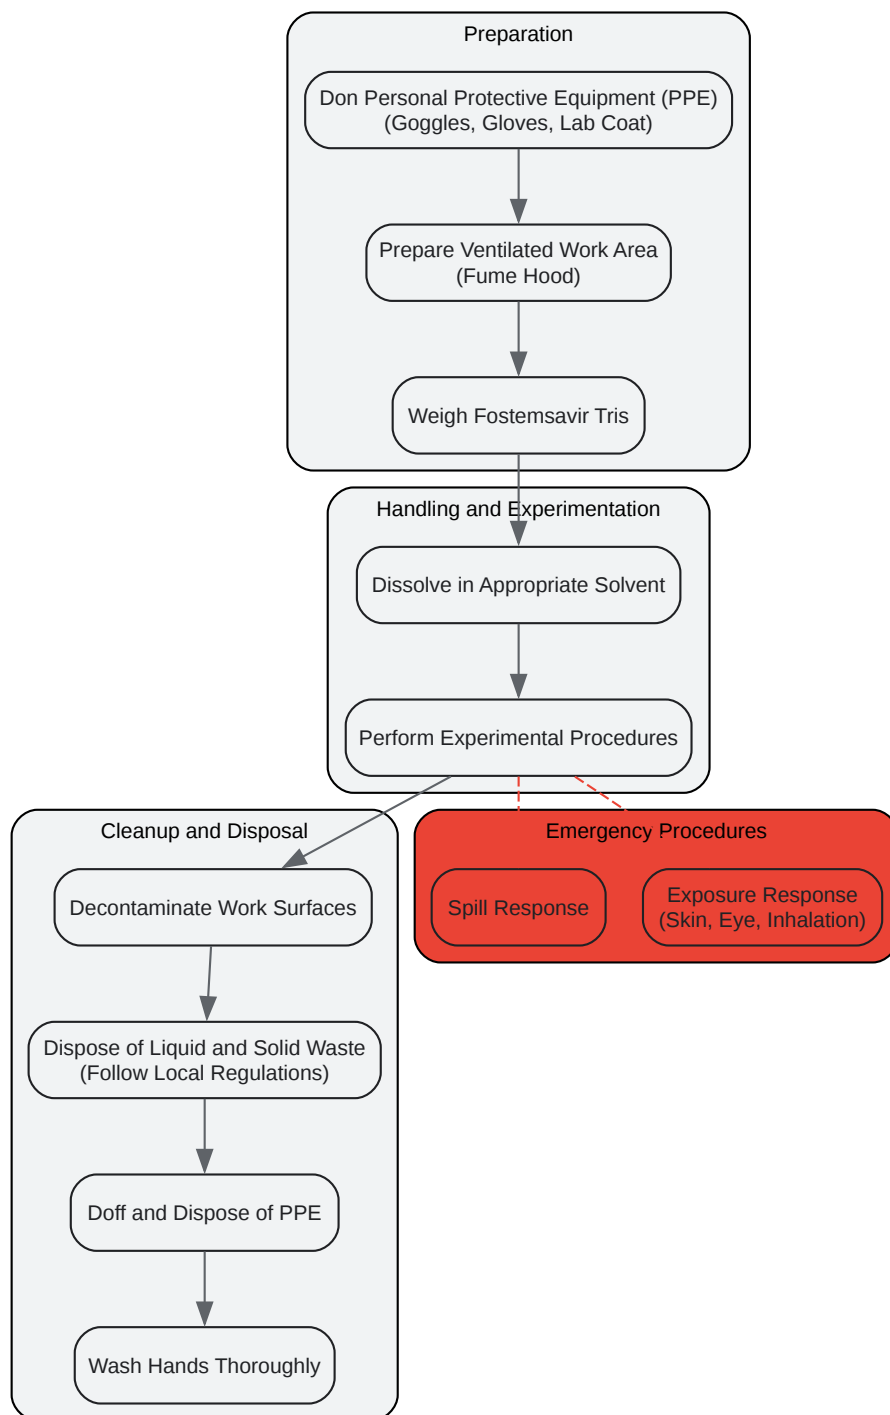 Preparation
Don Personal Protective Equipment (PPE)
(Goggles, Gloves, Lab Coat)
Prepare Ventilated Work Area
(Fume Hood)
Weigh Fostemsavir Tris
Handling and Experimentation
Dissolve in Appropriate Solvent
Perform Experimental Procedures
Cleanup and Disposal
Decontaminate Work Surfaces
Dispose of Liquid and Solid Waste
(Follow Local Regulations)
Doff and Dispose of PPE
Wash Hands Thoroughly
Emergency Procedures
Spill Response
Exposure Response
(Skin, Eye, Inhalation)